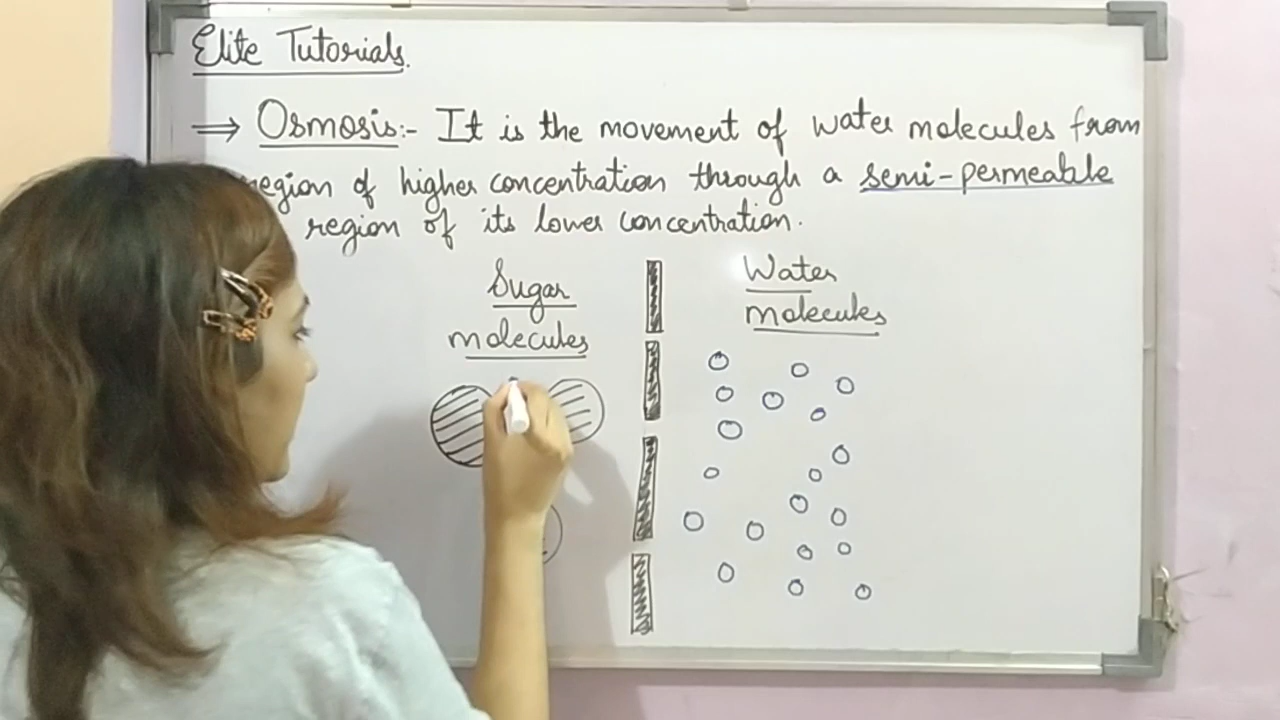 Elite Tutorials.
⇒ Osmosis:- It is the movement of water molecules from
region of higher concentration through a semi-permeable
region of its lower concentration.
Sugar
molecules
Water
molecules